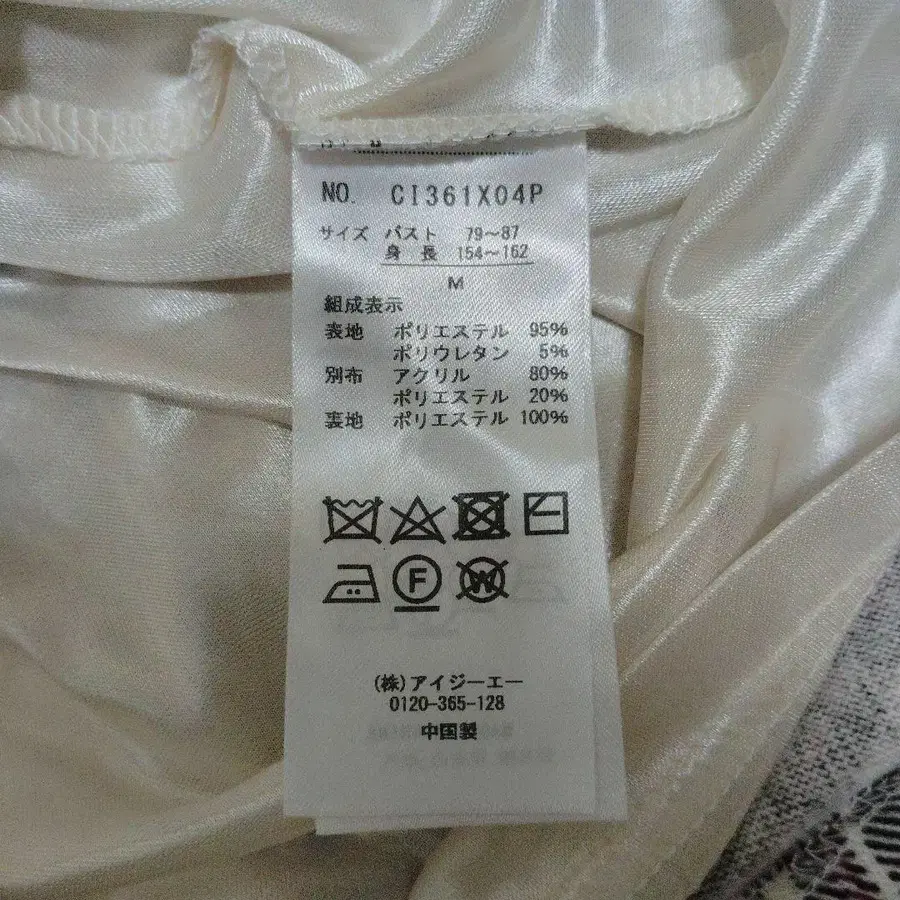 NO. CI361X04P
サイズ バスト 79~87
身長 154~162
M
組成表示
表地 ポリエステル 95%
ポリウレタン 5%
別布 アクリル 80%
ポリエステル 20%
裏地 ポリエステル 100%
F
W
(株)アイジーエー
0120-365-128
中国製